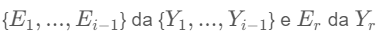 {E_1, ..., E_{i−1}} da {Y_1, ..., Y_{i−1}} e E_r da Y_r